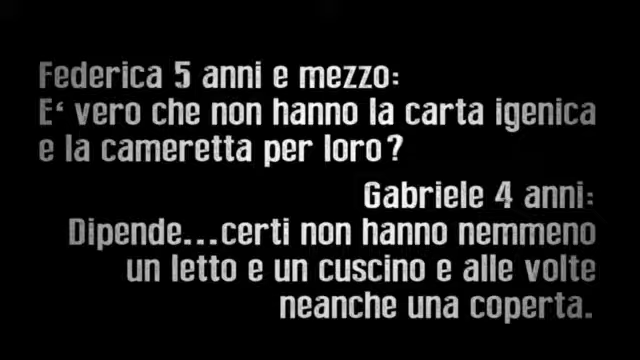 Federica 5 anni e mezzo:
E‘ vero che non hanno la carta igenica
e la cameretta per loro?
Gabriele 4 anni:
Dipende...certi non hanno nemmeno
un letto e un cuscino e alle volte
neanche una coperta.